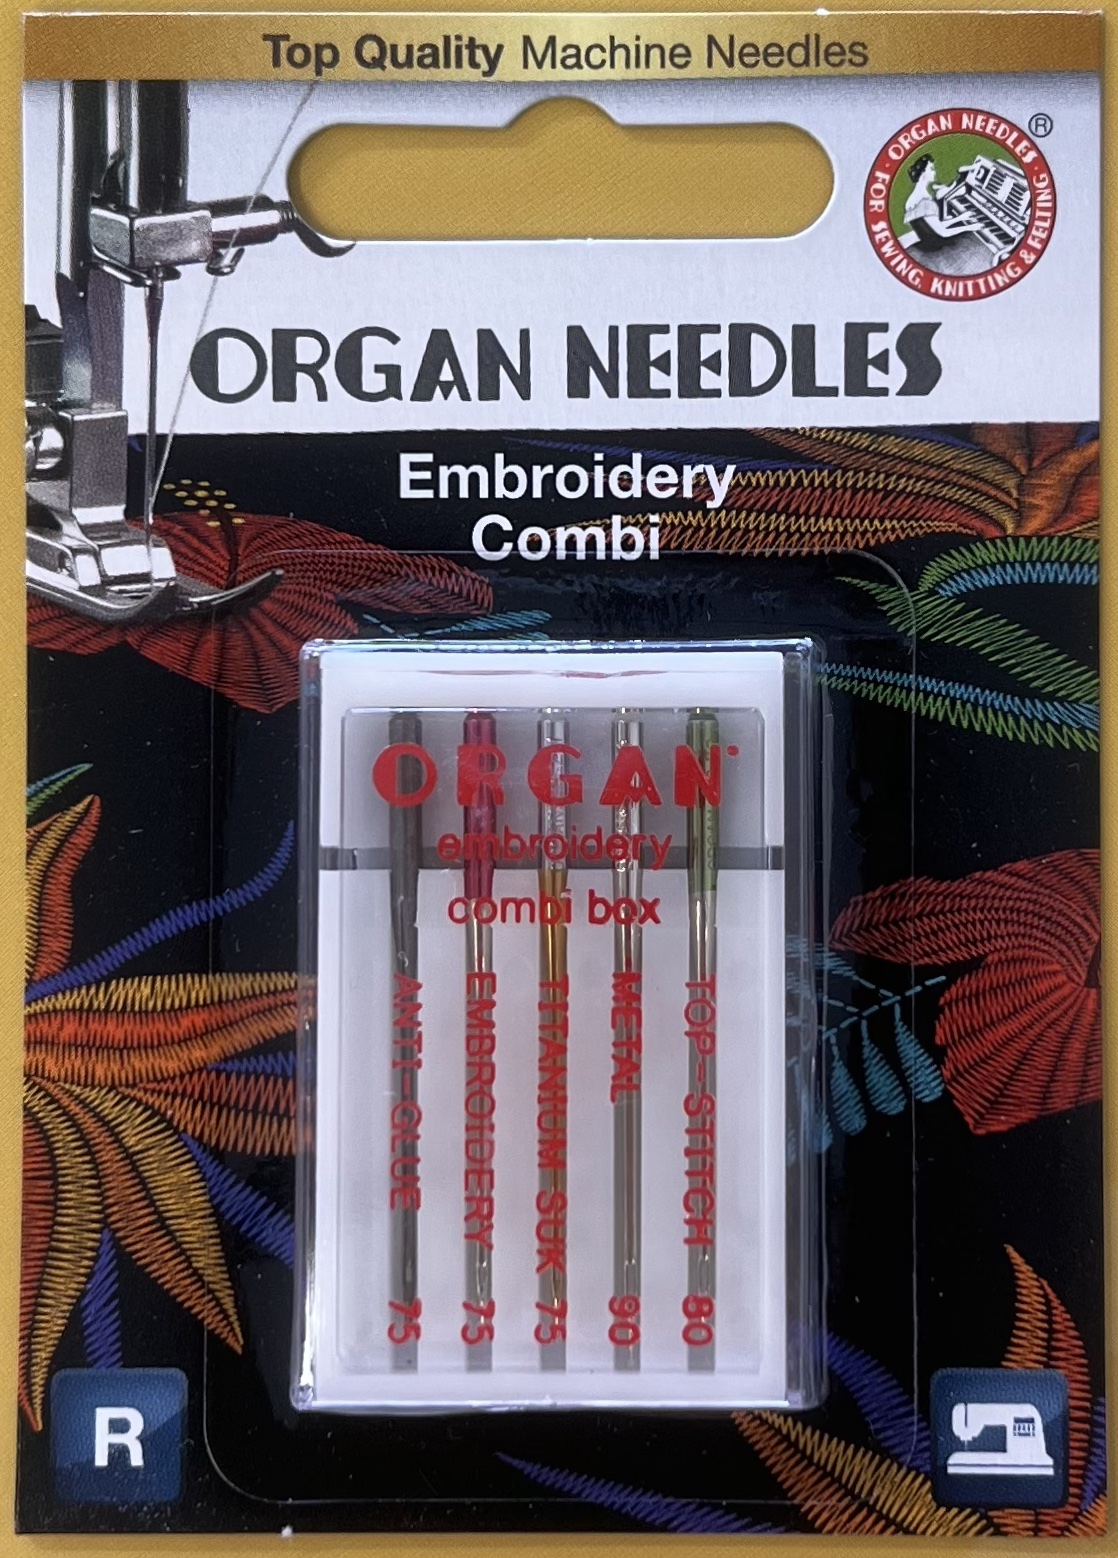 Top Quality Machine Needles
ORGAN NEEDLES · FOR SEWING, KNITTING & FELTING ·
®
ORGAN NEEDLES
Embroidery
Combi
ORGAN
embroidery
combi box
ANTI-GLUE 75
EMBROIDERY 75
TITANIUM SUK 75
METAL 90
TOP-STITCH 80
R